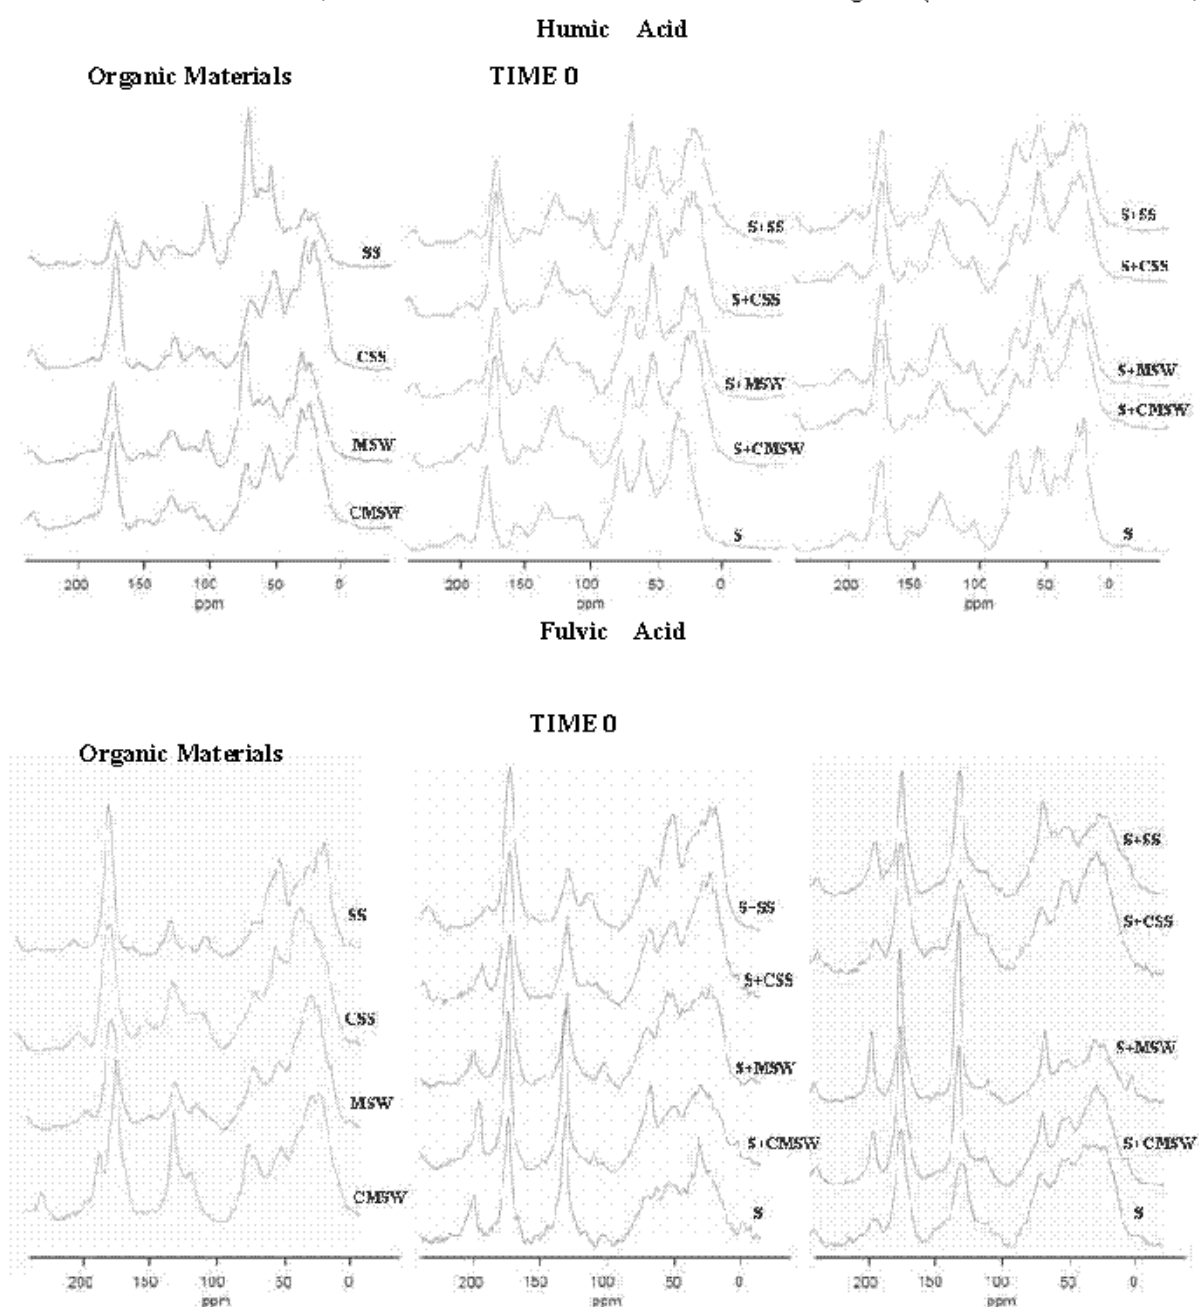 Humic Acid
Organic Materials
TIME 0
SS
CSS
MSW
CMSW
S+SS
S+CSS
S+MSW
S+CMSW
S
S+SS
S+CSS
S+MSW
S+CMSW
S
200 150 100 50 0
ppm
200 150 100 50 0
ppm
200 150 100 50 0
ppm
Fulvic Acid
TIME 0
Organic Materials
SS
CSS
MSW
CMSW
S-SS
S+CSS
S+MSW
S+CMSW
S
S+SS
S+CSS
S+MSW
S+CMSW
S
200 150 100 50 0
ppm
200 150 100 50 0
ppm
200 150 100 50 0
ppm